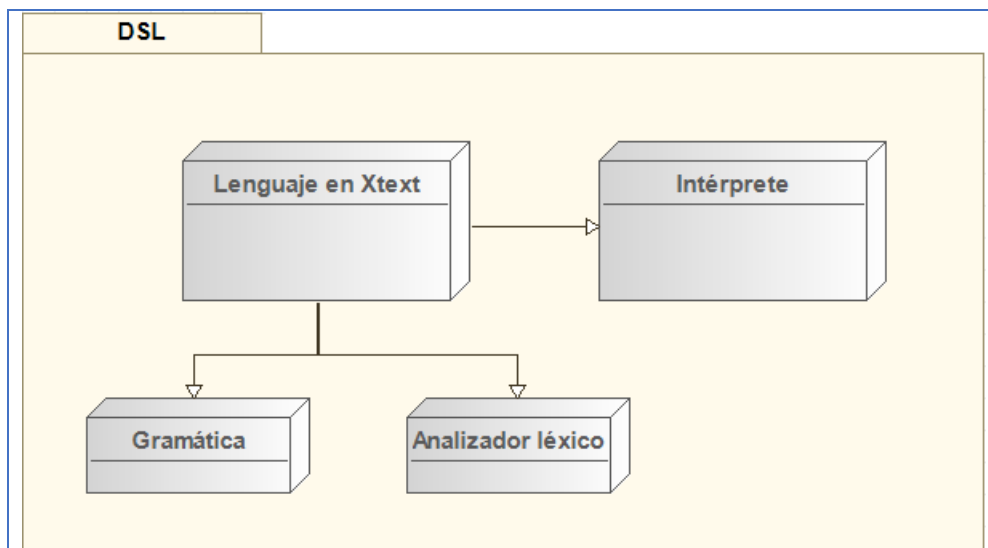 DSL
Lenguaje en Xtext
Intérprete
Gramática
Analizador léxico